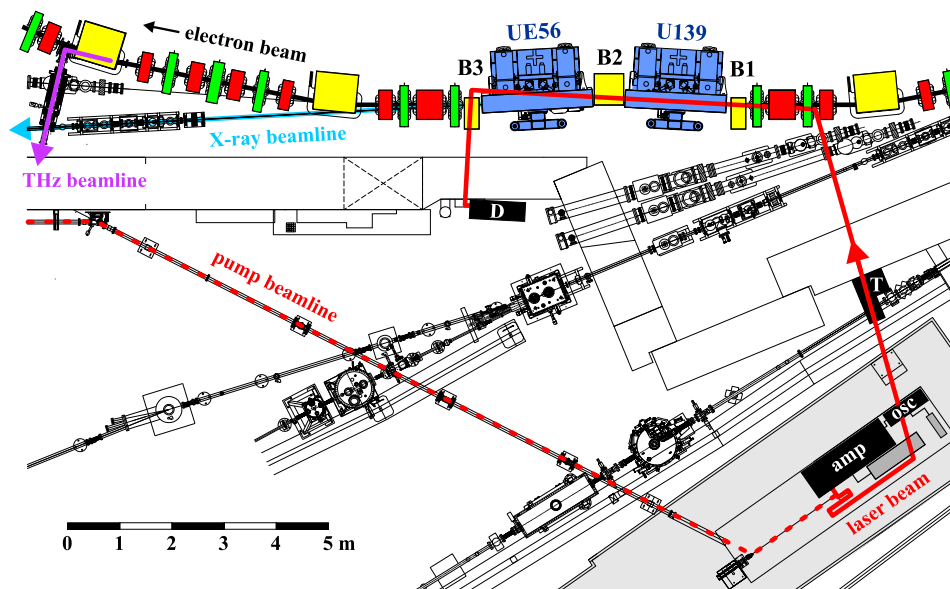 electron beam
UE56
U139
B3
B2
B1
X-ray beamline
THz beamline
D
pump beamline
T
osc
amp
laser beam
0 1 2 3 4 5 m